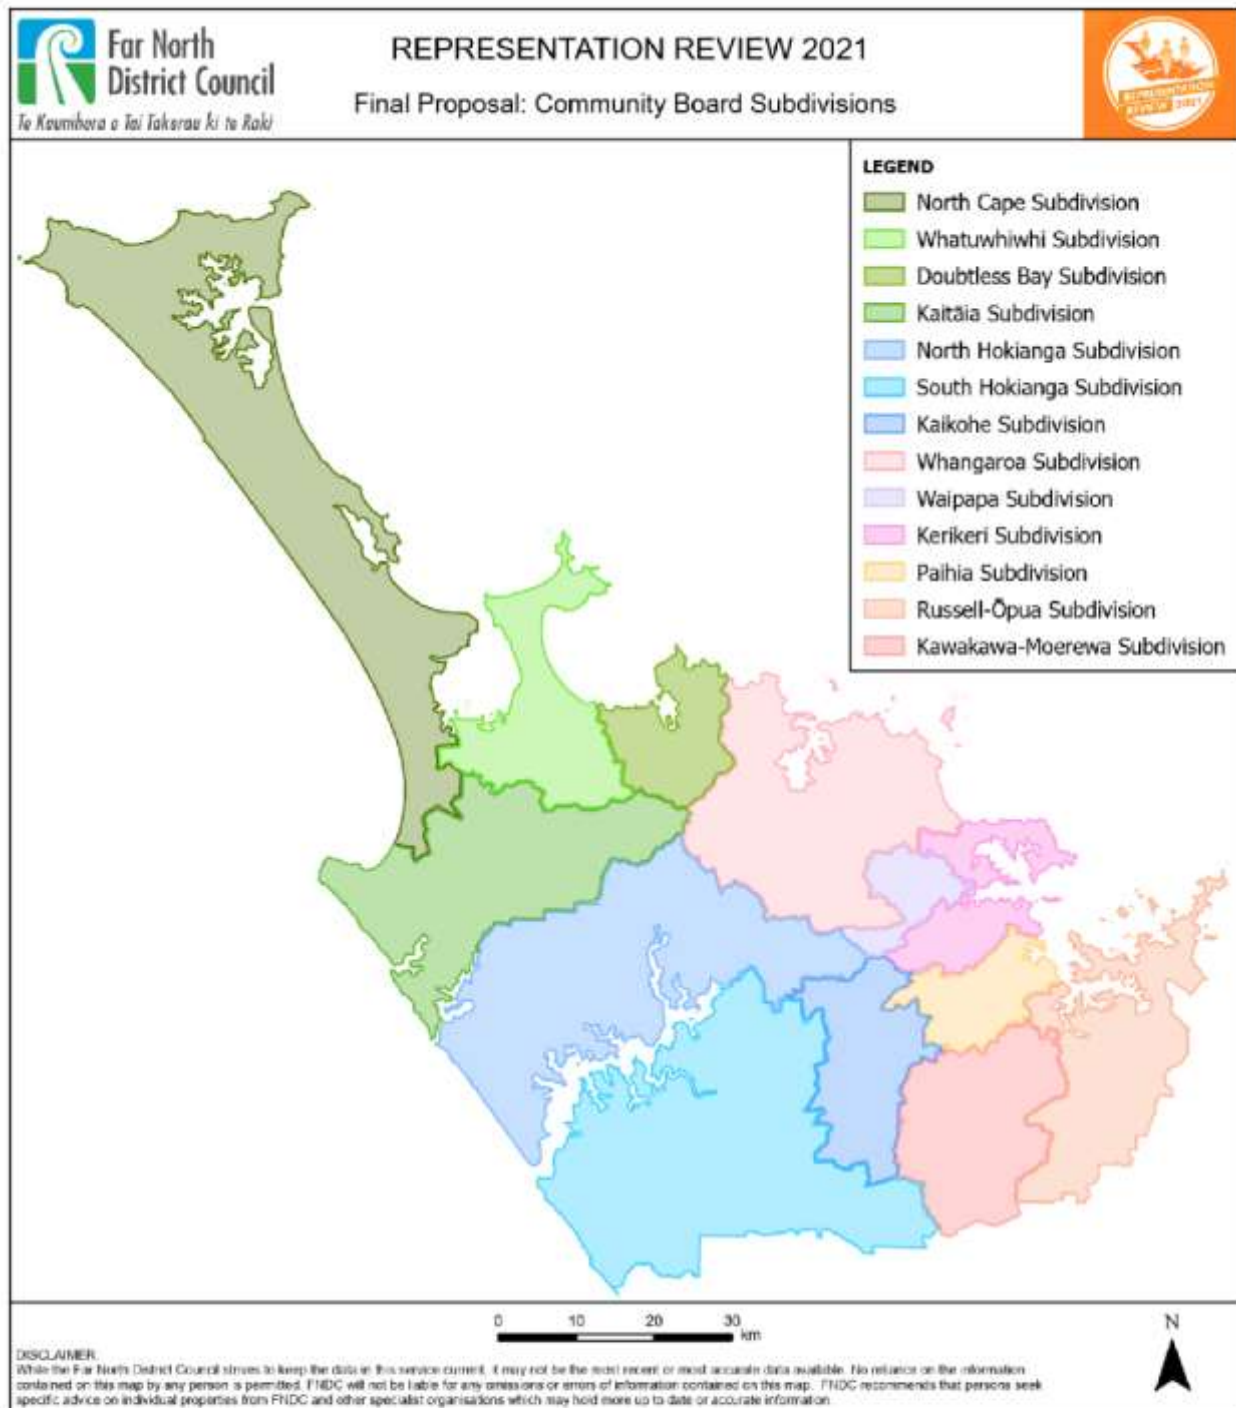 Far North
District Council
Te Kaunihera o Tai Tokerau ki te Raki
REPRESENTATION REVIEW 2021
Final Proposal: Community Board Subdivisions
REPRESENTATION
REVIEW 2021
LEGEND
North Cape Subdivision
Whatuwhiwhi Subdivision
Doubtless Bay Subdivision
Kaitāia Subdivision
North Hokianga Subdivision
South Hokianga Subdivision
Kaikohe Subdivision
Whangaroa Subdivision
Waipapa Subdivision
Kerikeri Subdivision
Paihia Subdivision
Russell-Ōpua Subdivision
Kawakawa-Moerewa Subdivision
0 10 20 30
km
N
DISCLAIMER:
While the Far North District Council strives to keep the data in this service current, it may not be the most recent or most accurate data available. No reliance on the information
contained on this map by any person is permitted. FNDC will not be liable for any omissions or errors of information contained on this map. FNDC recommends that persons seek
specific advice on individual properties from FNDC and other specialist organisations which may hold more up to date or accurate information.